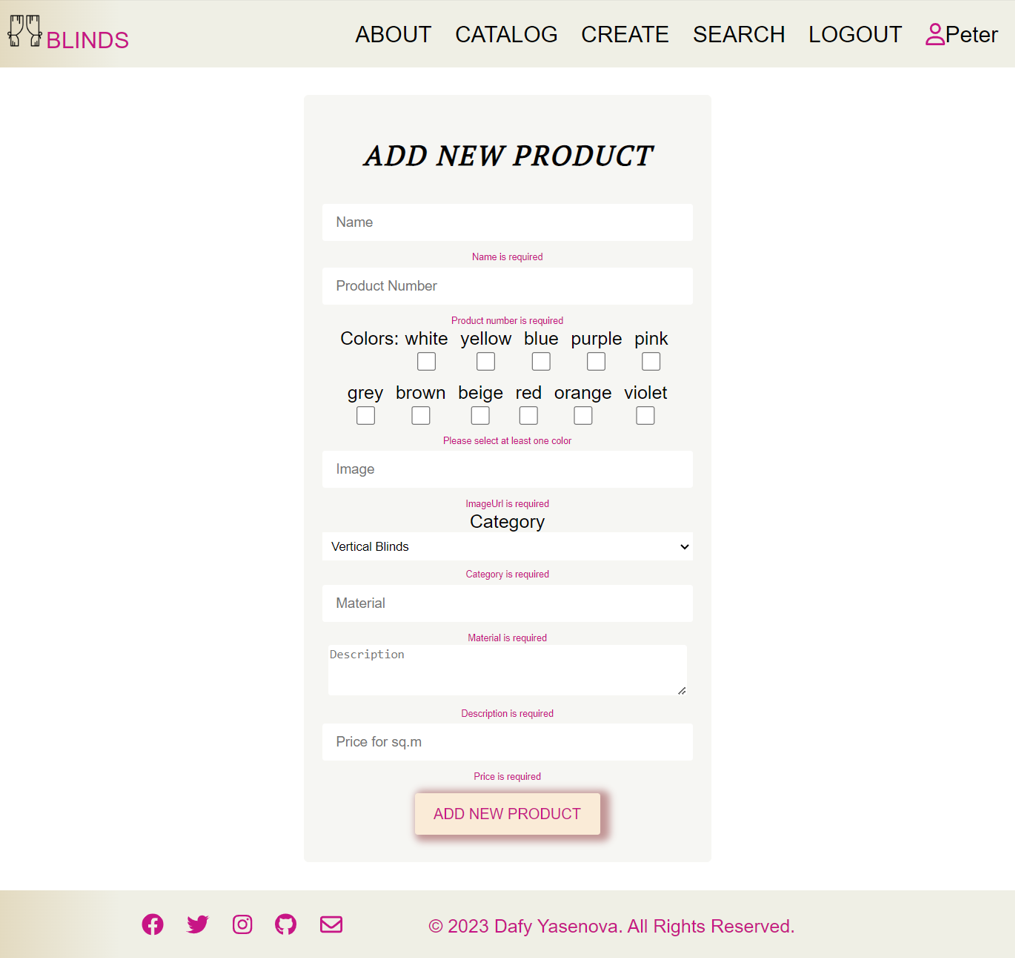 BLINDS ABOUT CATALOG CREATE SEARCH LOGOUT Peter
ADD NEW PRODUCT
Name
Name is required
Product Number
Product number is required
Colors: white yellow blue purple pink
grey brown beige red orange violet
Please select at least one color
Image
ImageUrl is required
Category
Vertical Blinds
Category is required
Material
Material is required
Description
Description is required
Price for sq.m
Price is required
ADD NEW PRODUCT
© 2023 Dafy Yasenova. All Rights Reserved.